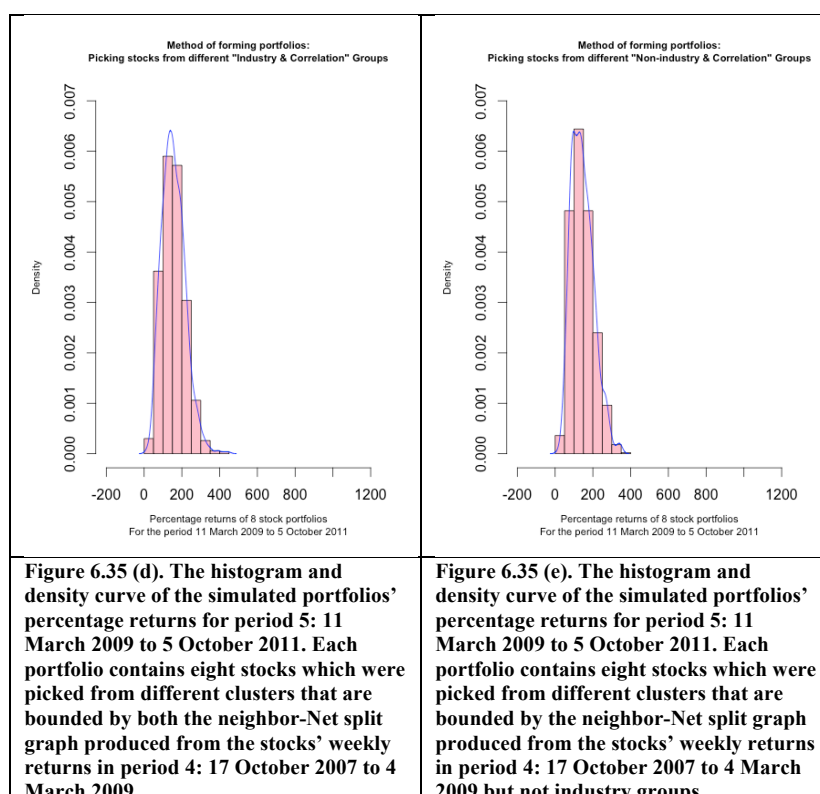 Method of forming portfolios:
Picking stocks from different "Industry & Correlation" Groups
0.007
0.006
0.005
0.004
0.003
0.002
0.001
0.000
Density
-200 0 200 400 600 800 1200
Percentage returns of 8 stock portfolios
For the period 11 March 2009 to 5 October 2011
Method of forming portfolios:
Picking stocks from different "Non-industry & Correlation" Groups
0.007
0.006
0.005
0.004
0.003
0.002
0.001
0.000
Density
-200 0 200 400 600 800 1200
Percentage returns of 8 stock portfolios
For the period 11 March 2009 to 5 October 2011
Figure 6.35 (d). The histogram and
density curve of the simulated portfolios’
percentage returns for period 5: 11
March 2009 to 5 October 2011. Each
portfolio contains eight stocks which were
picked from different clusters that are
bounded by both the neighbor-Net split
graph produced from the stocks’ weekly
returns in period 4: 17 October 2007 to 4
March 2009
Figure 6.35 (e). The histogram and
density curve of the simulated portfolios’
percentage returns for period 5: 11
March 2009 to 5 October 2011. Each
portfolio contains eight stocks which were
picked from different clusters that are
bounded by the neighbor-Net split graph
produced from the stocks’ weekly returns
in period 4: 17 October 2007 to 4 March
2009 but not industry groups